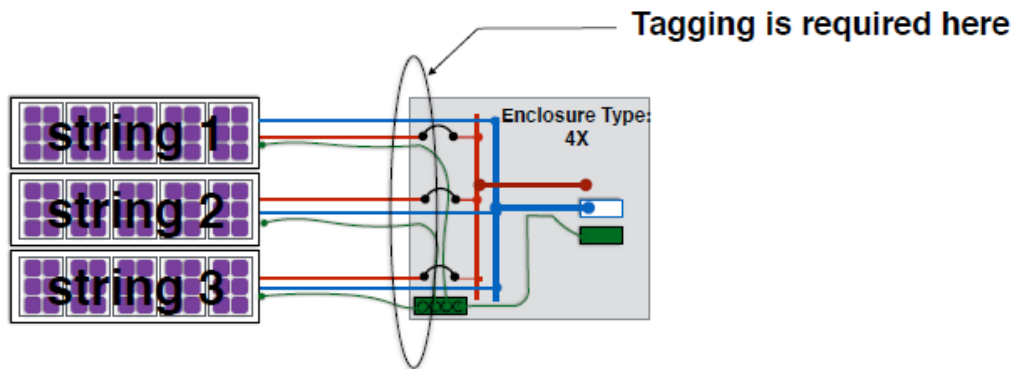 Tagging is required here
Enclosure Type:
4X
string 1
string 2
string 3